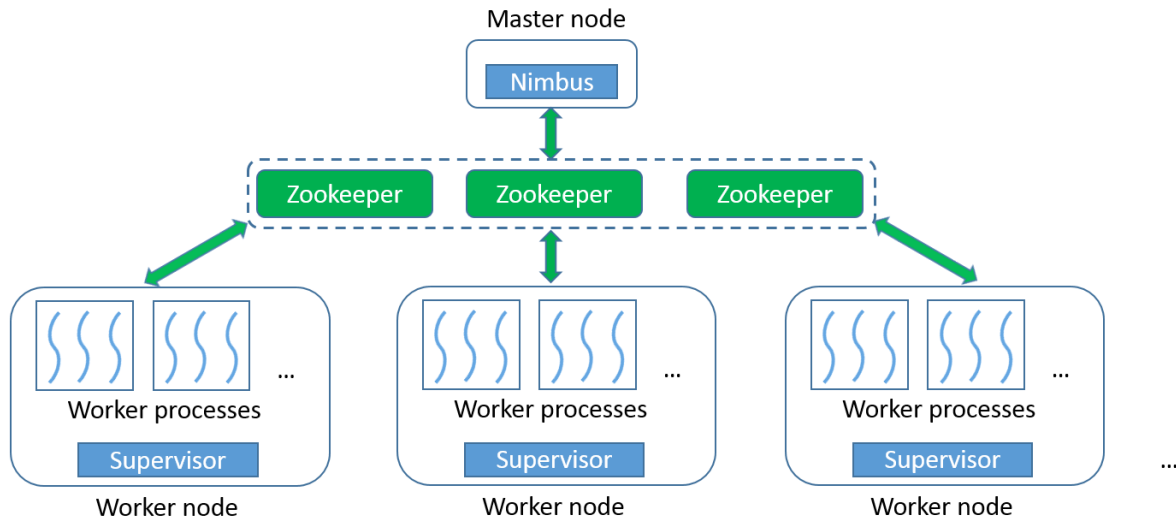 Master node
Nimbus
Zookeeper Zookeeper Zookeeper
... ... ...
Worker processes Worker processes Worker processes
Supervisor Supervisor Supervisor ...
Worker node Worker node Worker node